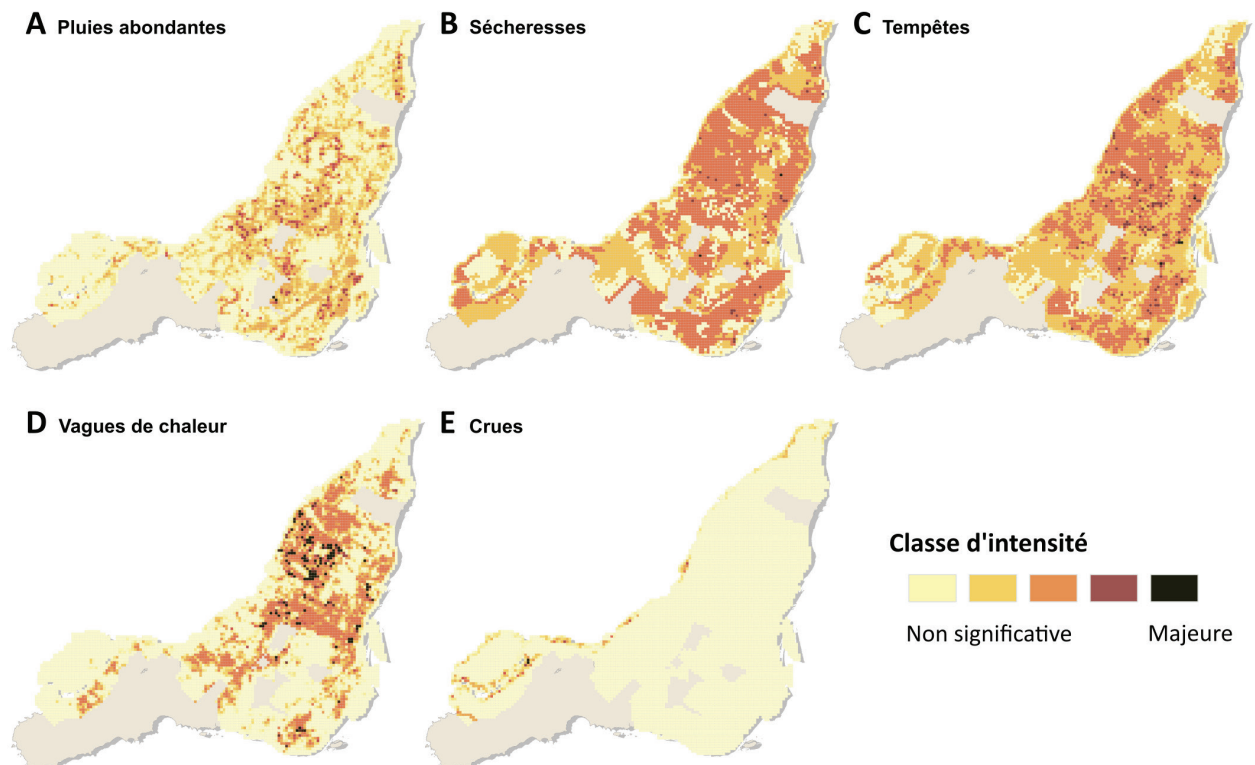 A Pluies abondantes
B Sécheresses
C Tempêtes
D Vagues de chaleur
E Crues
Classe d'intensité
Non significative
Majeure